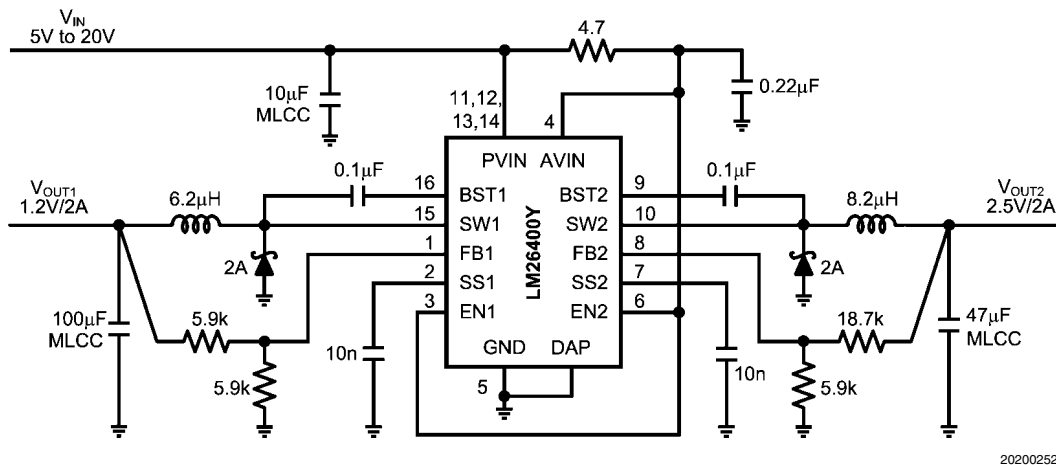 V_IN
5V to 20V
4.7
10μF
MLCC
0.22μF
11,12,
13,14
4
PVIN AVIN
V_OUT1
1.2V/2A
6.2μH
0.1μF
16
BST1
15
SW1
1
FB1
2
SS1
3
EN1
LM26400Y
BST2
9
SW2
10
FB2
8
SS2
7
EN2
6
0.1μF
8.2μH
V_OUT2
2.5V/2A
2A
2A
100μF
MLCC
5.9k
5.9k
10n
GND DAP
5
10n
18.7k
5.9k
47μF
MLCC
20200252